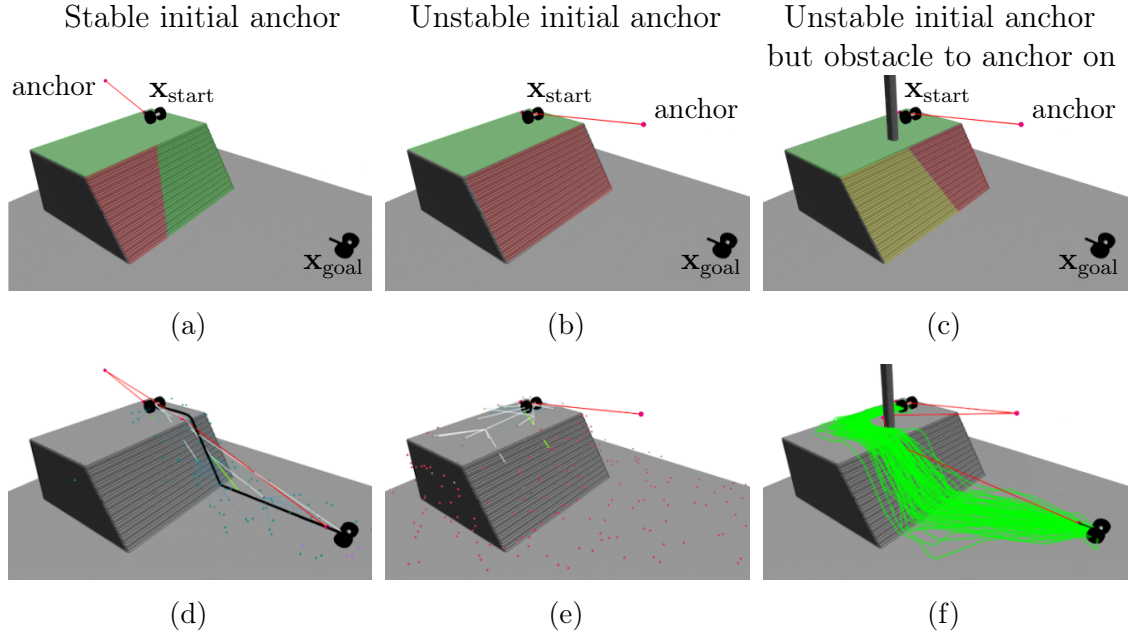 Stable initial anchor
Unstable initial anchor
Unstable initial anchor
but obstacle to anchor on
anchor
x_start
x_start
anchor
x_start
anchor
x_goal
x_goal
x_goal
(a)
(b)
(c)
(d)
(e)
(f)